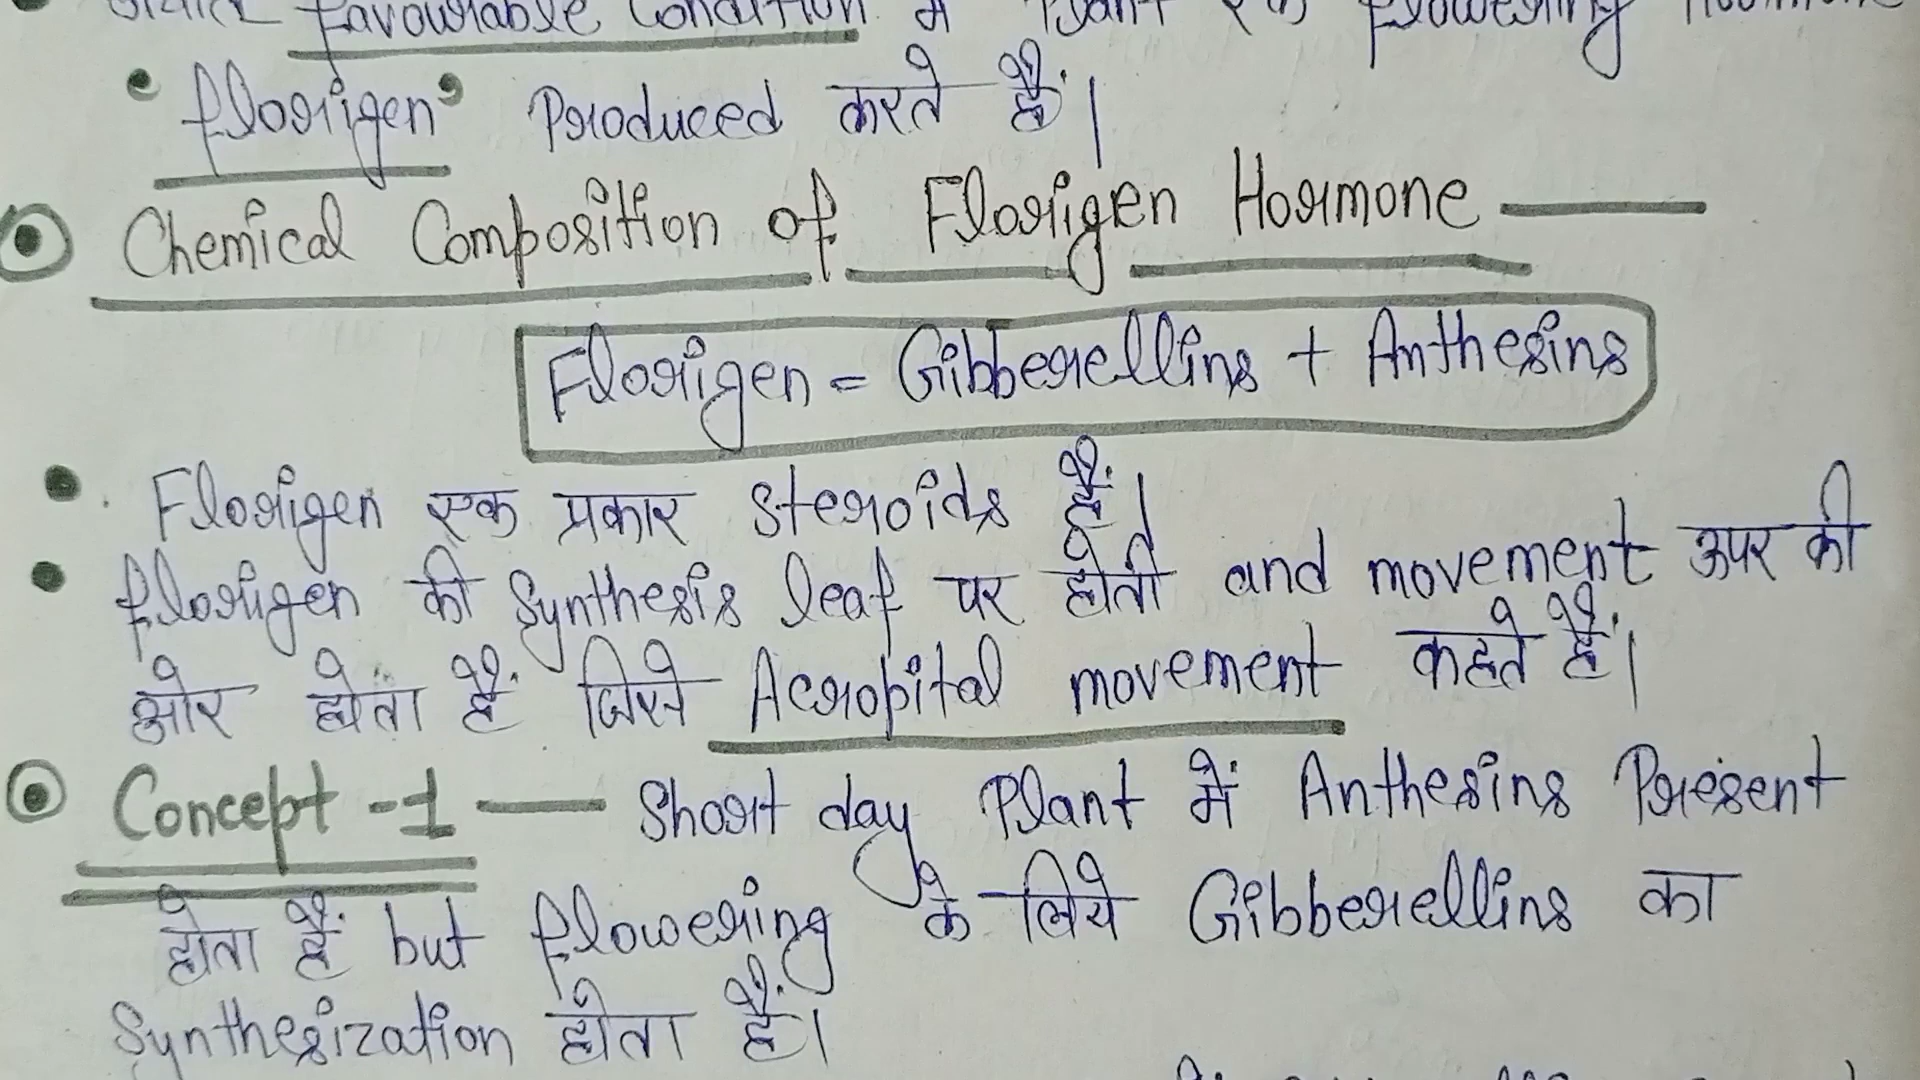 favourable Condition में Plant एक flowering
"florigen" Produced करते हैं।
Chemical Composition of Florigen Hormone —
Florigen = Gibberellins + Anthesins
• Florigen एक प्रकार steroids हैं।
• florigen की Synthesis leaf पर होती and movement ऊपर की
ओर होता हैं जिसे Acropital movement कहते हैं।
Concept -1 — Short day Plant में Anthesins Present
होता हैं but flowering के लिये Gibberellins का
Synthesization होता हैं।